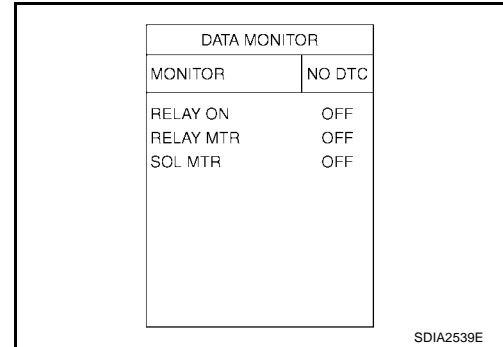 DATA MONITOR
MONITOR NO DTC
RELAY ON OFF
RELAY MTR OFF
SOL MTR OFF
SDIA2539E